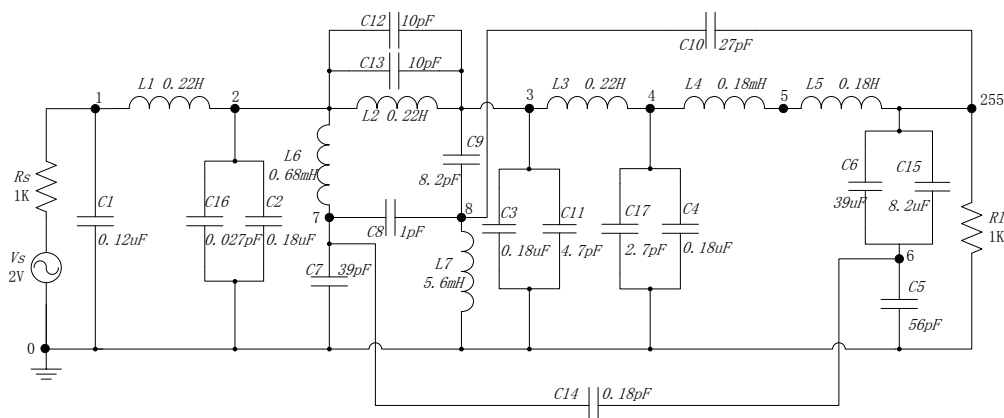 C12 10pF
C13 10pF
C10 27pF
1
L1 0.22H
2
L2 0.22H
3
L3 0.22H
4
L4 0.18mH
5
L5 0.18H
255
Rs
1K
C1
0.12uF
C16
0.027pF
C2
0.18uF
L6
0.68mH
C9
8.2pF
7
C8
1pF
8
C3
0.18uF
C11
4.7pF
C17
2.7pF
C4
0.18uF
C6
39uF
C15
8.2uF
Rl
1K
Vs
2V
C7 39pF
L7
5.6mH
6
C5
56pF
0
C14 0.18pF